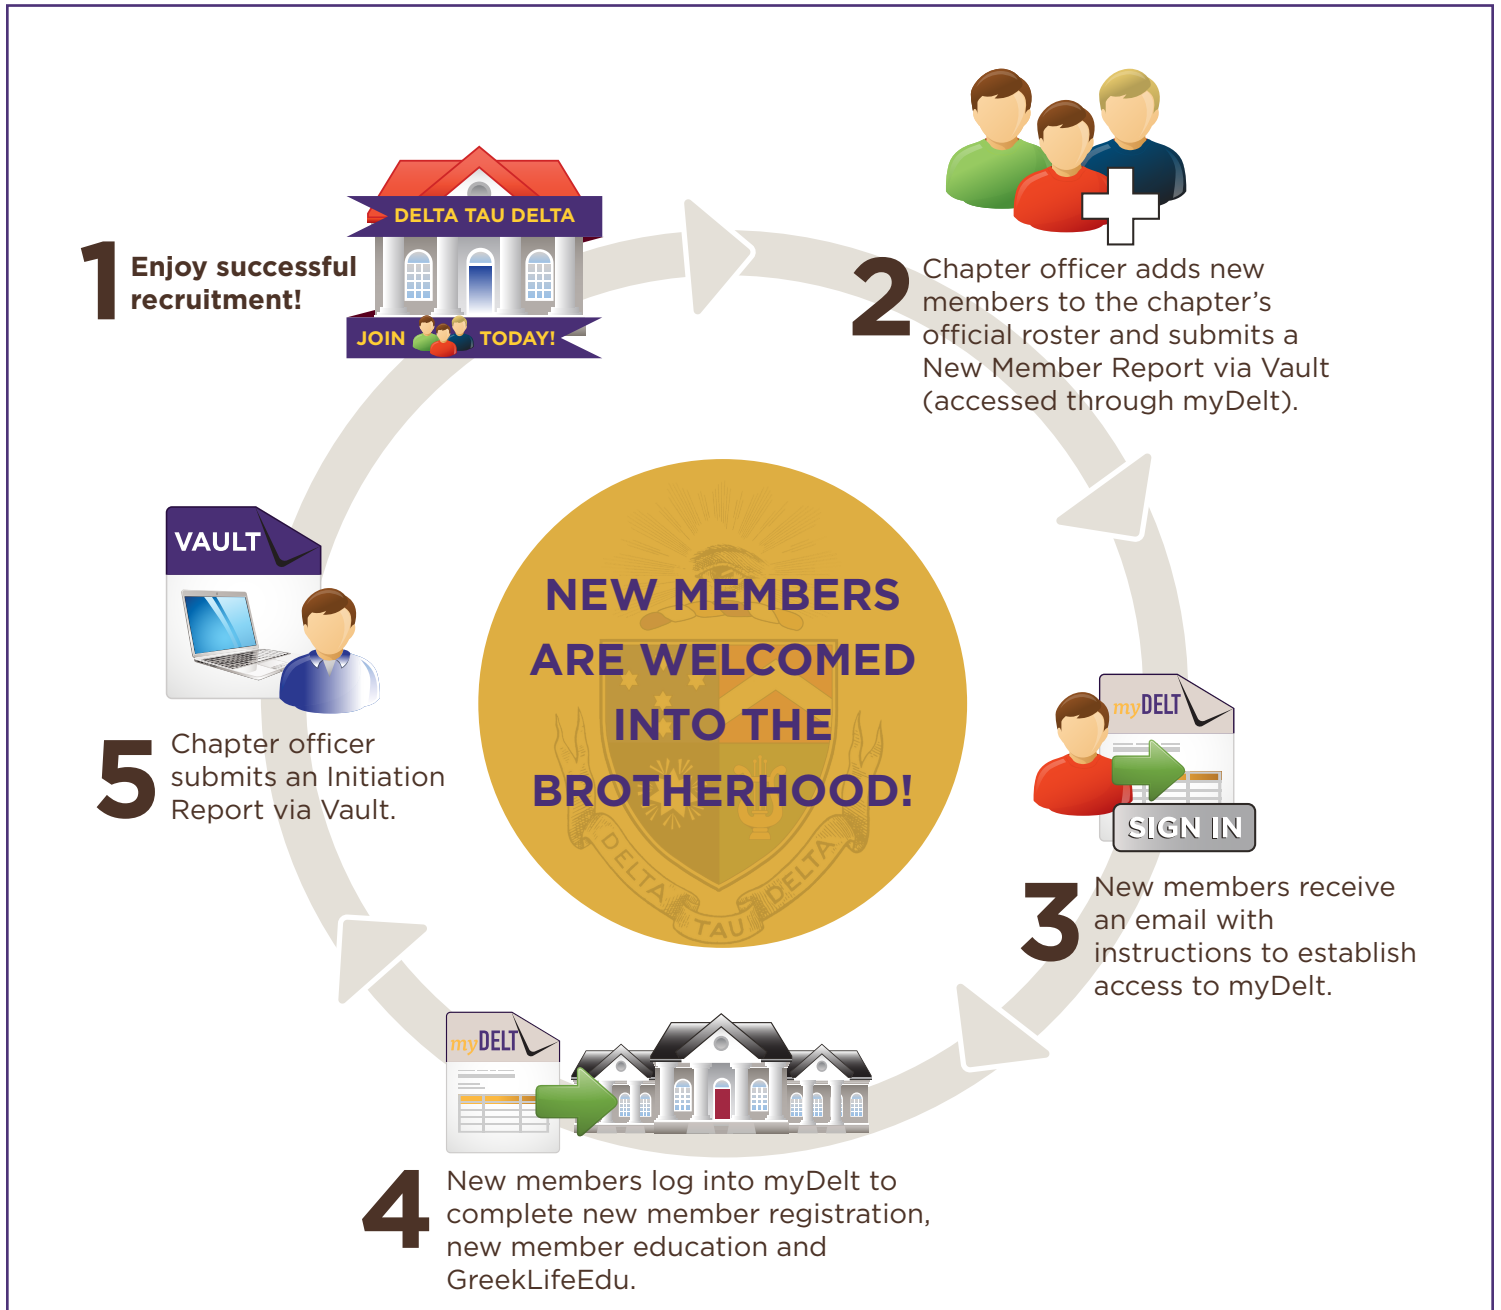 DELTA TAU DELTA
1 Enjoy successful
recruitment!
JOIN TODAY!
2 Chapter officer adds new
members to the chapter’s
official roster and submits a
New Member Report via Vault
(accessed through myDelt).
VAULT
5 Chapter officer
submits an Initiation
Report via Vault.
NEW MEMBERS
ARE WELCOMED
INTO THE
BROTHERHOOD!
DELTA TAU DELTA
myDELT
SIGN IN
3 New members receive
an email with
instructions to establish
access to myDelt.
myDELT
4 New members log into myDelt to
complete new member registration,
new member education and
GreekLifeEdu.